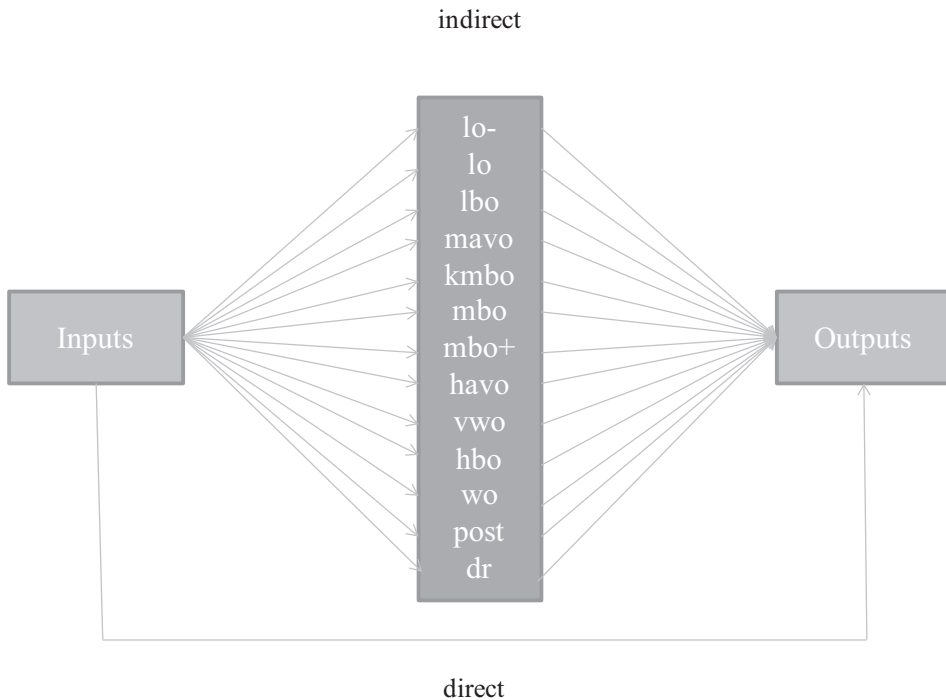 indirect
lo-
lo
lbo
mavo
kmbo
mbo
mbo+
havo
vwo
hbo
wo
post
dr
Inputs
Outputs
direct